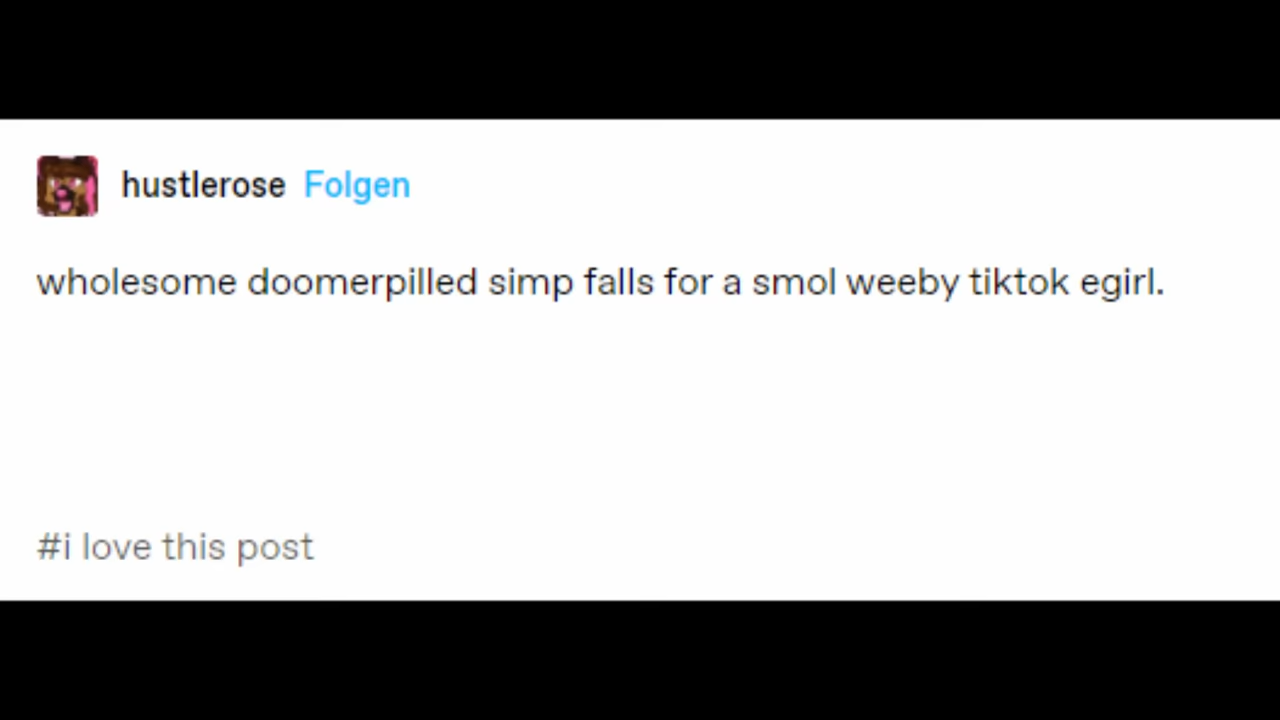 hustlerose Folgen
wholesome doomerpilled simp falls for a smol weeby tiktok egirl.
#i love this post